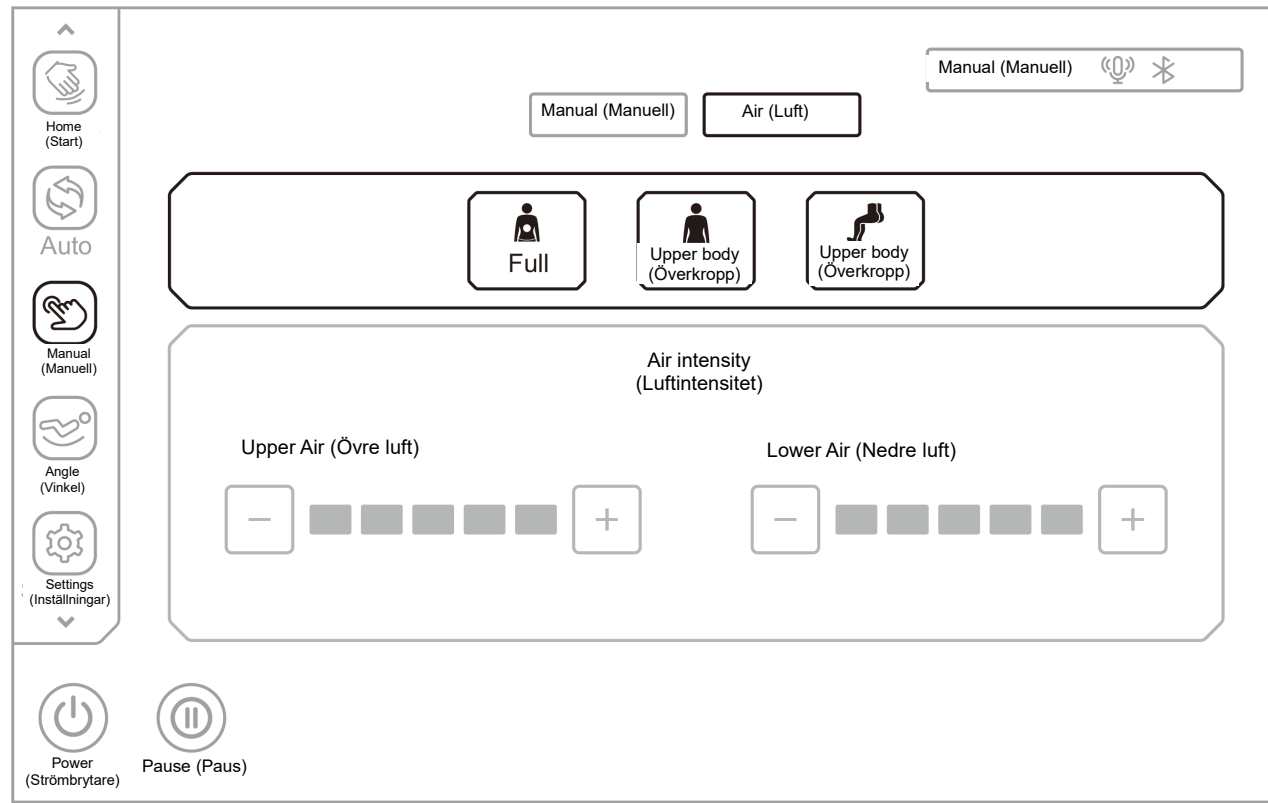 Manual (Manuell)
Manual (Manuell)
Air (Luft)
Home
(Start)
Auto
Manual
(Manuell)
Angle
(Vinkel)
Settings
(Inställningar)
Full
Upper body
(Överkropp)
Upper body
(Överkropp)
Air intensity
(Luftintensitet)
Upper Air (Övre luft)
Lower Air (Nedre luft)
Power
(Strömbrytare)
Pause (Paus)